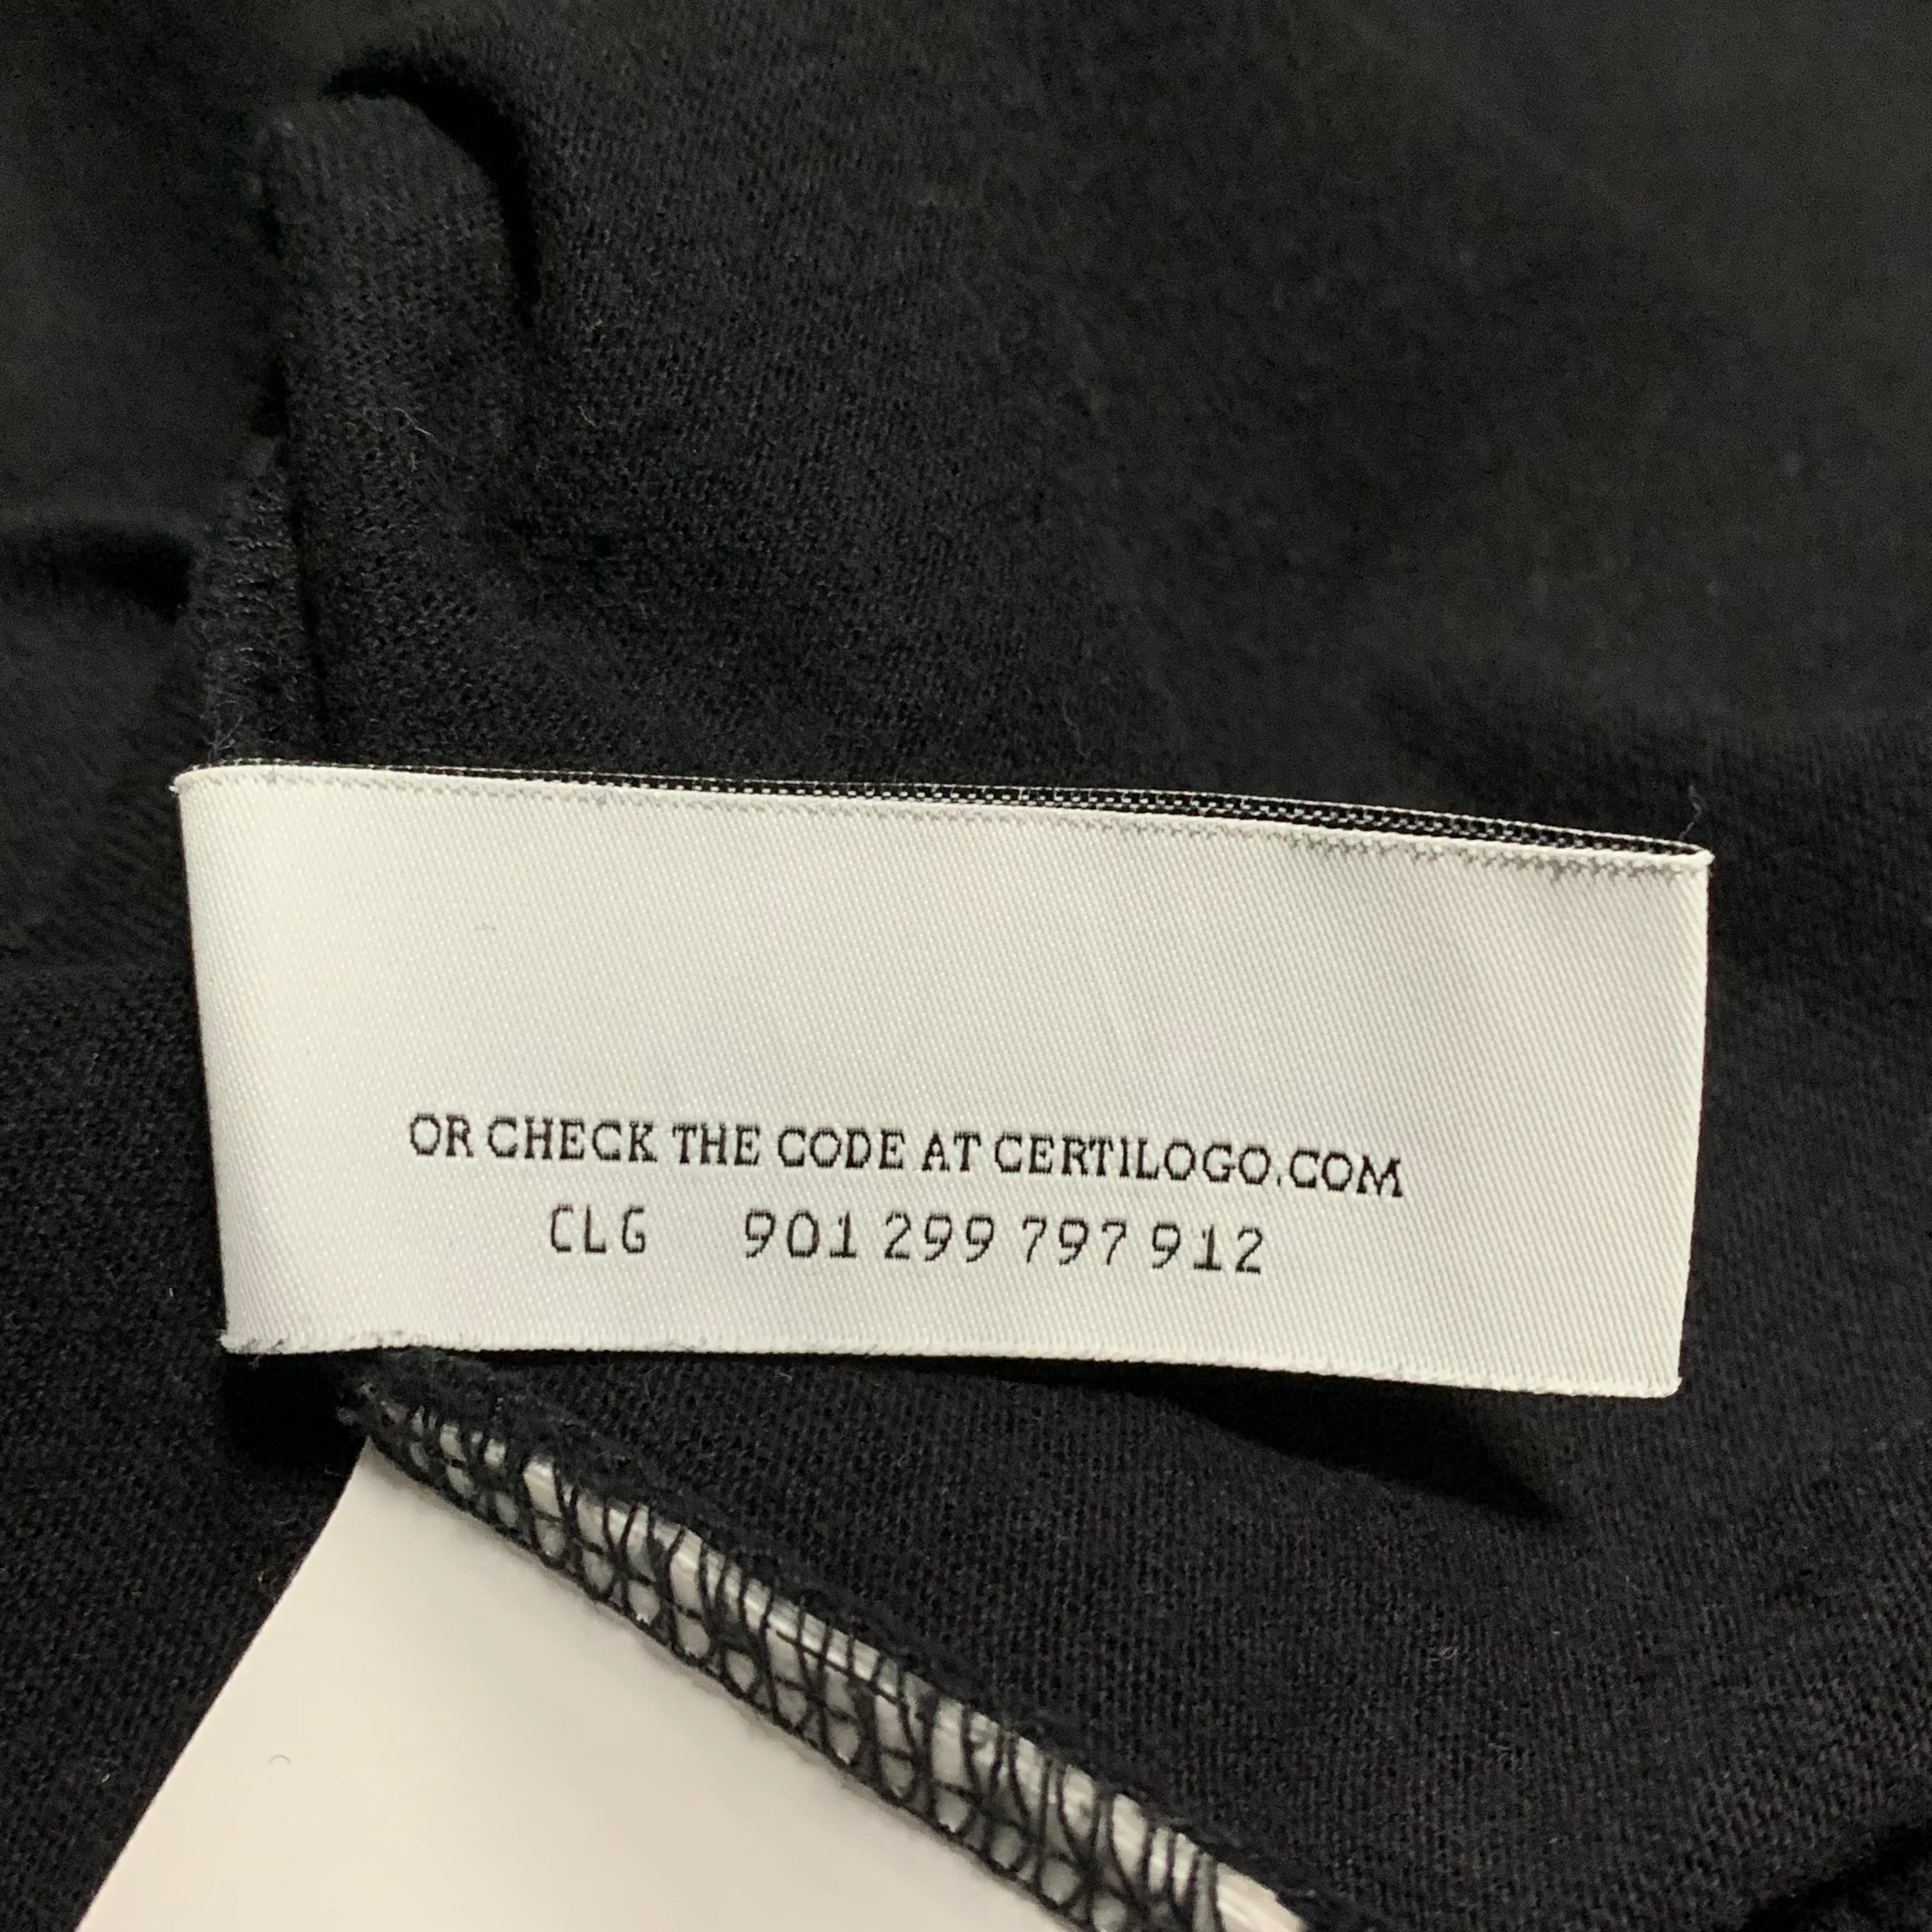 OR CHECK THE CODE AT CERTILOGO.COM
CLG 901 299 797 912